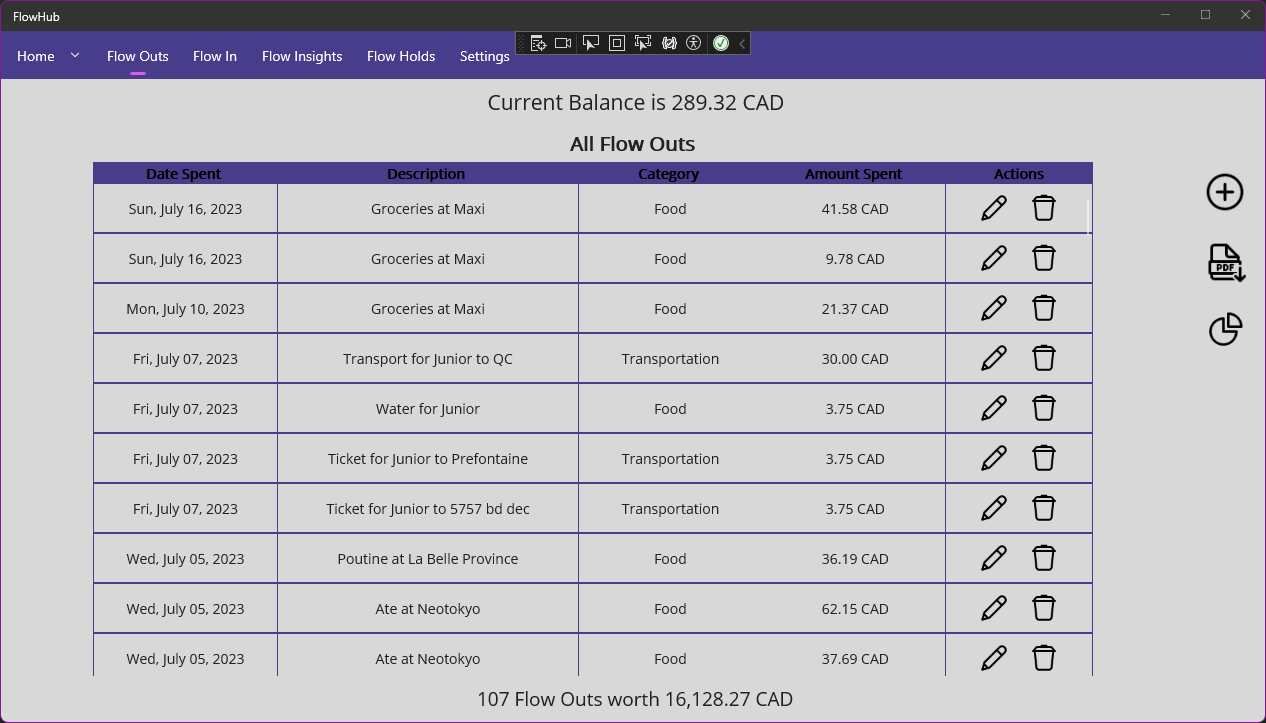 FlowHub
Home Flow Outs Flow In Flow Insights Flow Holds Settings
Current Balance is 289.32 CAD
All Flow Outs
Date Spent Description Category Amount Spent Actions
Sun, July 16, 2023 Groceries at Maxi Food 41.58 CAD
Sun, July 16, 2023 Groceries at Maxi Food 9.78 CAD
Mon, July 10, 2023 Groceries at Maxi Food 21.37 CAD
Fri, July 07, 2023 Transport for Junior to QC Transportation 30.00 CAD
Fri, July 07, 2023 Water for Junior Food 3.75 CAD
Fri, July 07, 2023 Ticket for Junior to Prefontaine Transportation 3.75 CAD
Fri, July 07, 2023 Ticket for Junior to 5757 bd dec Transportation 3.75 CAD
Wed, July 05, 2023 Poutine at La Belle Province Food 36.19 CAD
Wed, July 05, 2023 Ate at Neotokyo Food 62.15 CAD
Wed, July 05, 2023 Ate at Neotokyo Food 37.69 CAD
PDF
107 Flow Outs worth 16,128.27 CAD